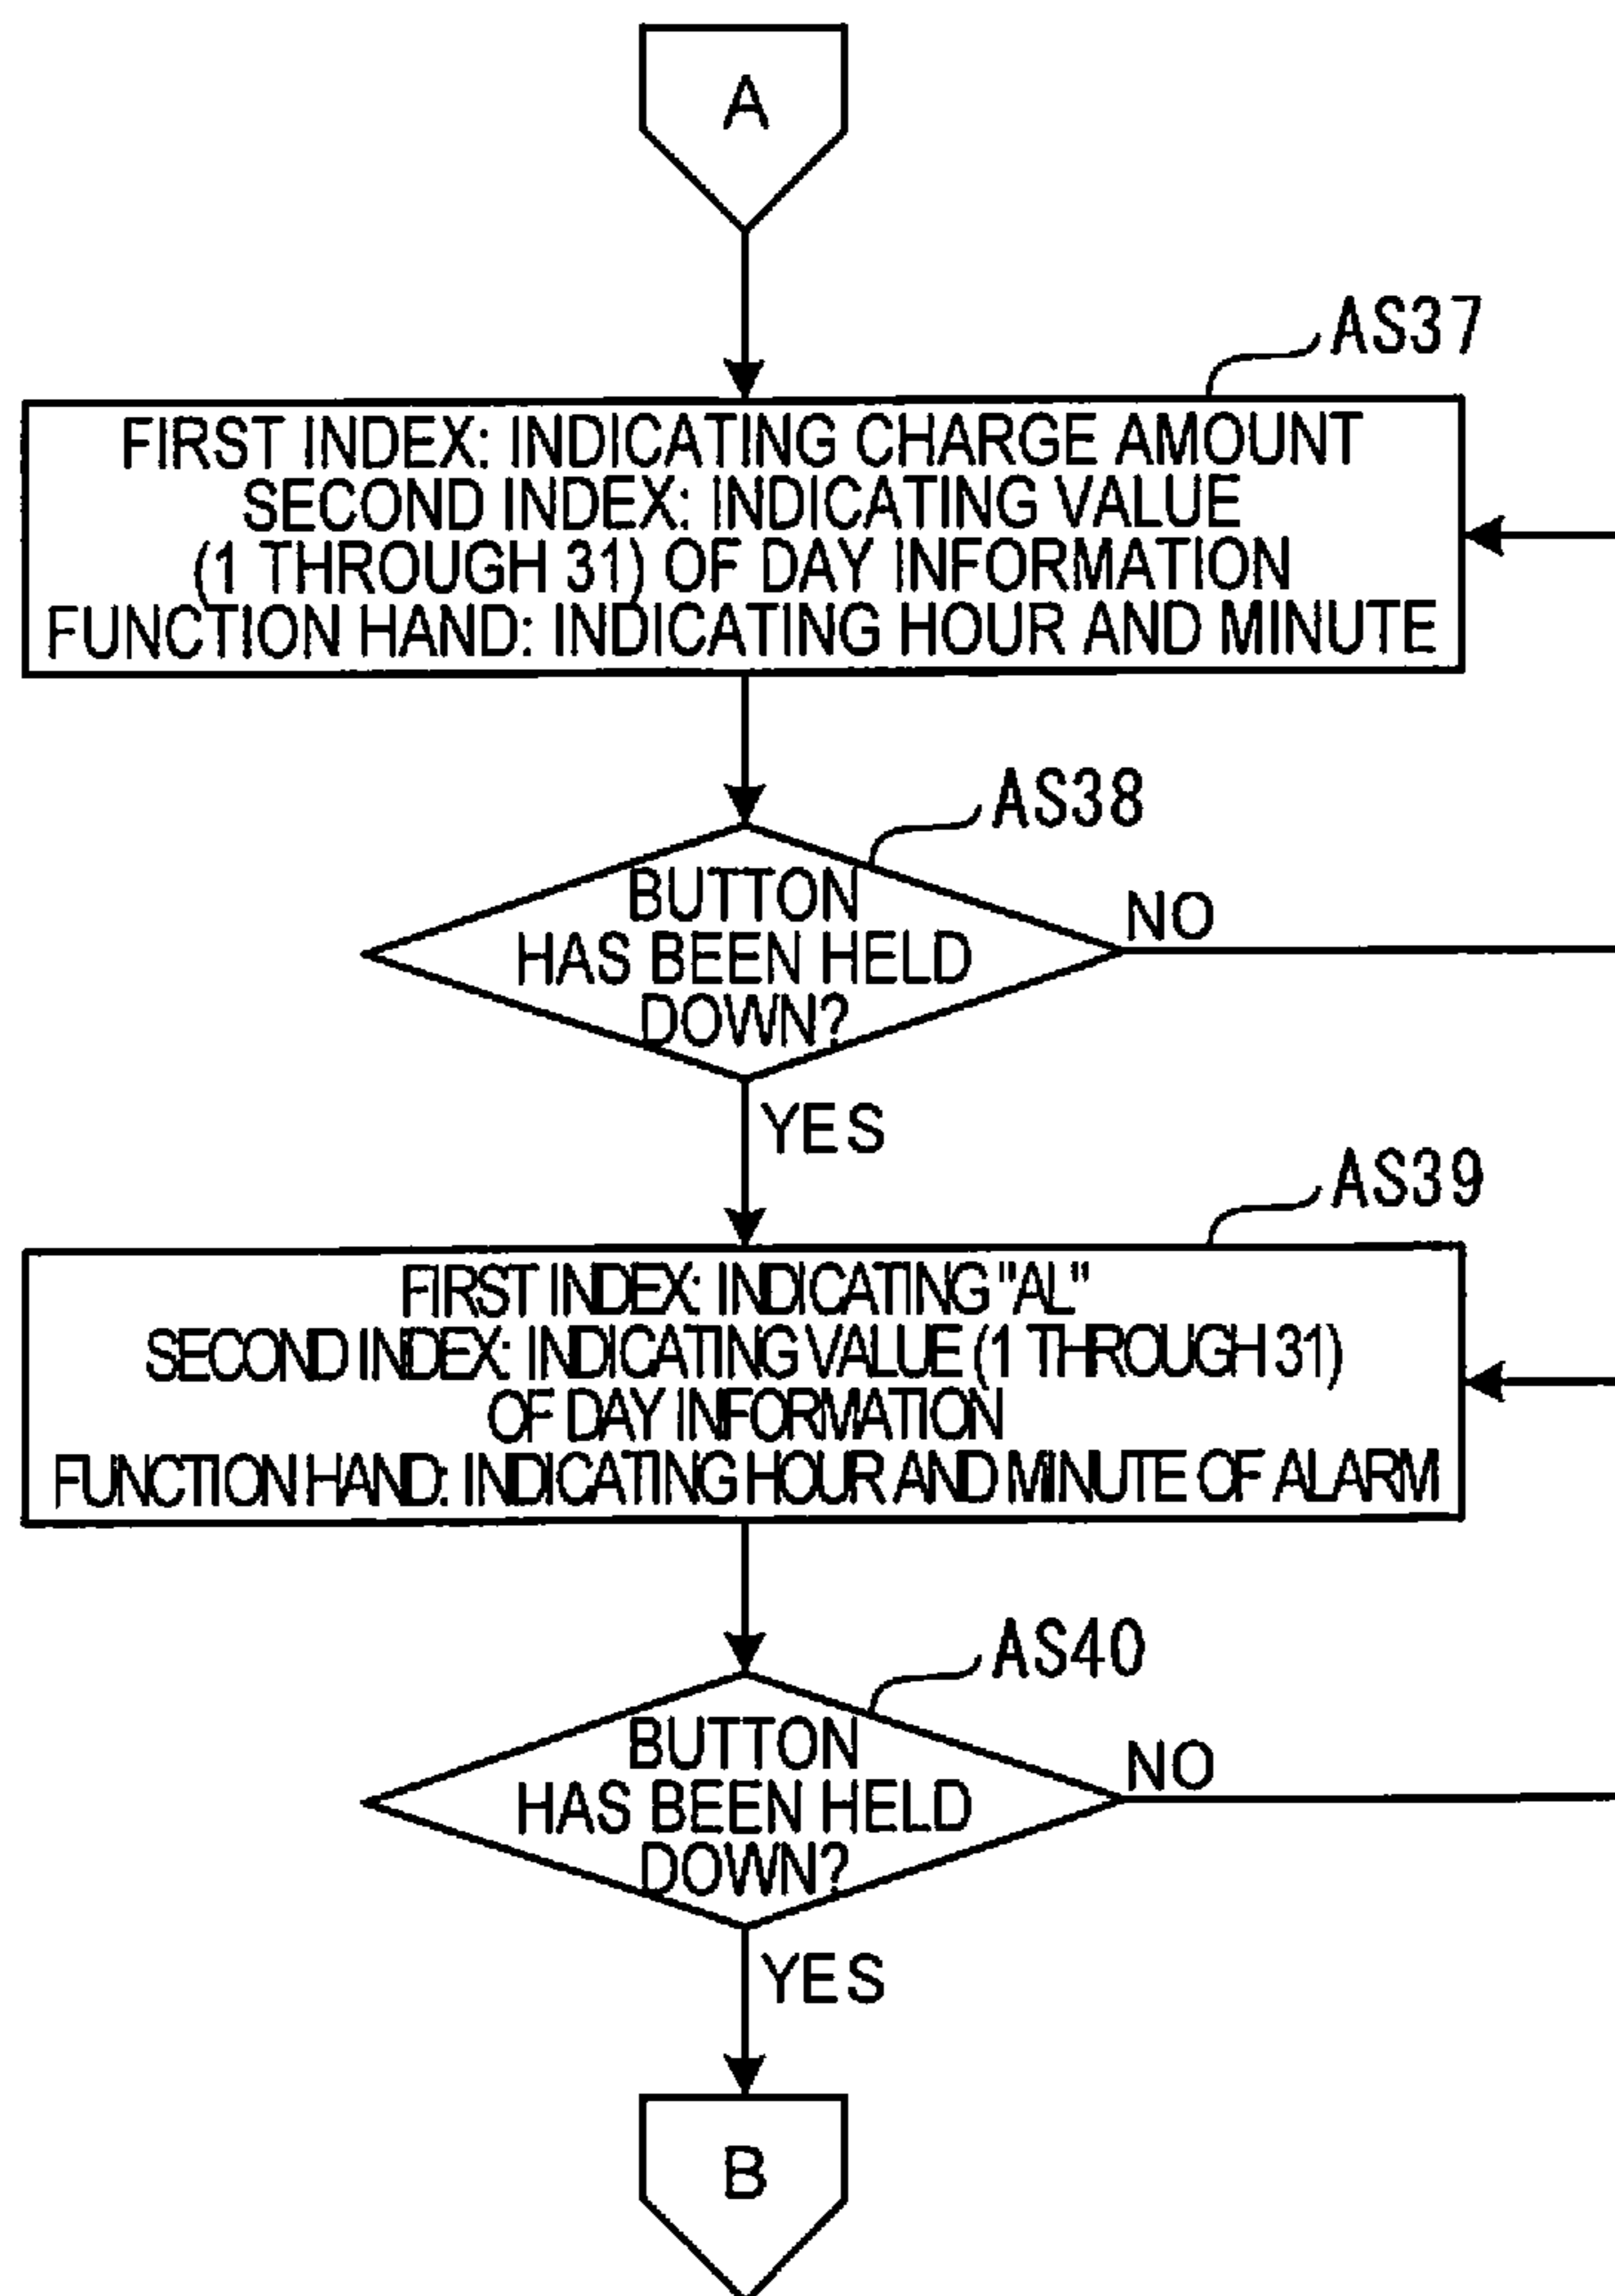 A
AS37
FIRST INDEX: INDICATING CHARGE AMOUNT
SECOND INDEX: INDICATING VALUE
(1 THROUGH 31) OF DAY INFORMATION
FUNCTION HAND: INDICATING HOUR AND MINUTE
AS38
BUTTON
HAS BEEN HELD
DOWN?
NO
YES
AS39
FIRST INDEX: INDICATING "AL"
SECOND INDEX: INDICATING VALUE (1 THROUGH 31)
OF DAY INFORMATION
FUNCTION HAND: INDICATING HOUR AND MINUTE OF ALARM
AS40
BUTTON
HAS BEEN HELD
DOWN?
NO
YES
B